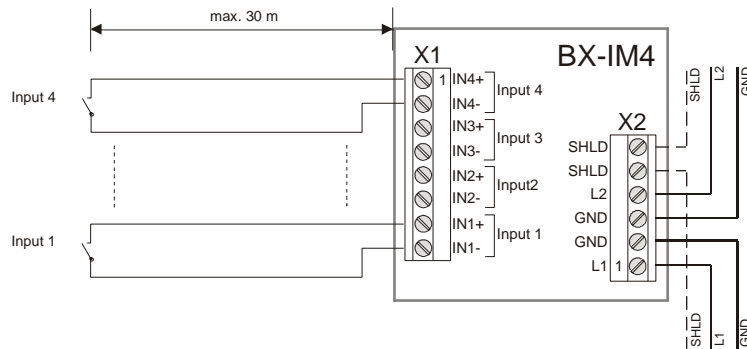 max. 30 m
X1
BX-IM4
Input 4
1
IN4+
IN4-
Input 4
IN3+
IN3-
Input 3
IN2+
IN2-
Input2
Input 1
IN1+
IN1-
Input 1
X2
SHLD
SHLD
L2
GND
GND
L1
1
SHLD
L2
GND
SHLD
L1
GND